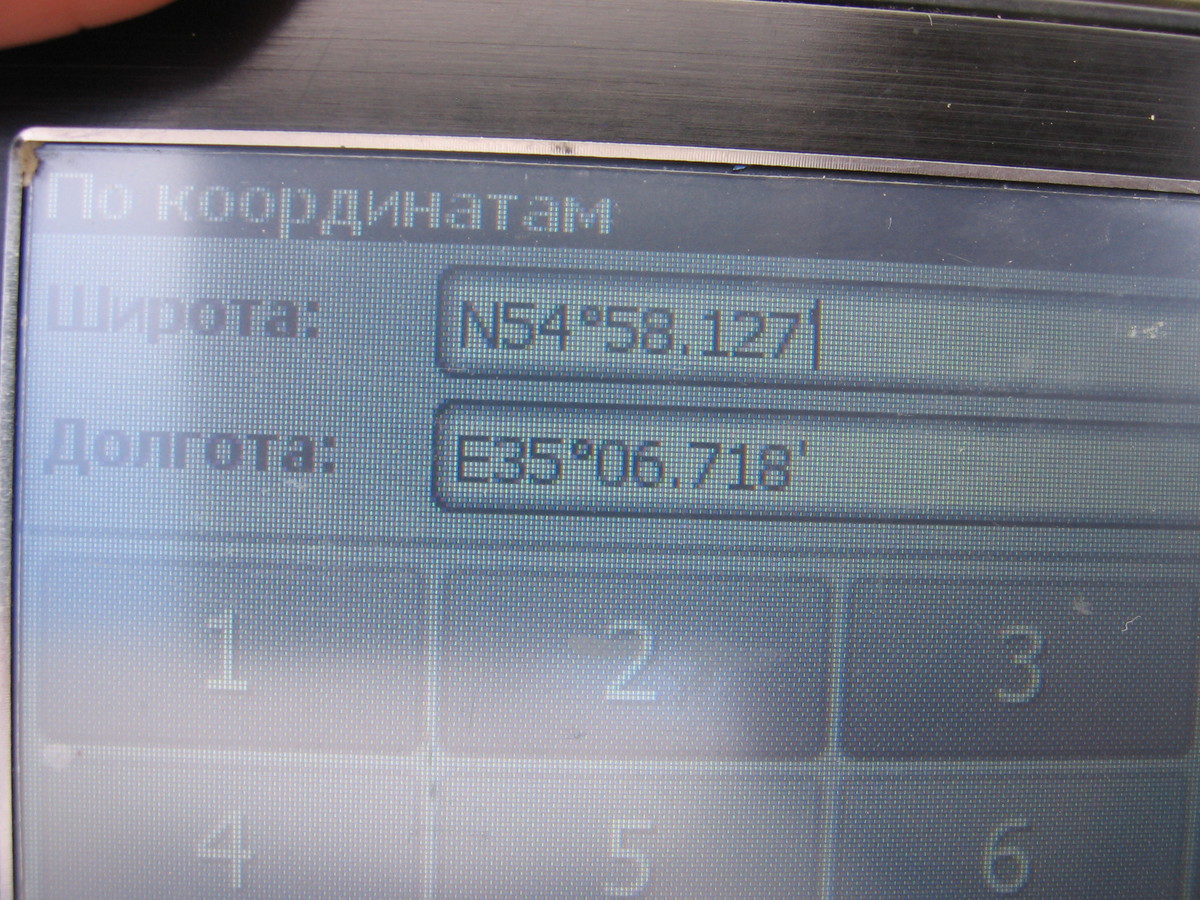 По координатам
Широта: N54°58.127'
Долгота: E35°06.718'
1 2 3
4 5 6